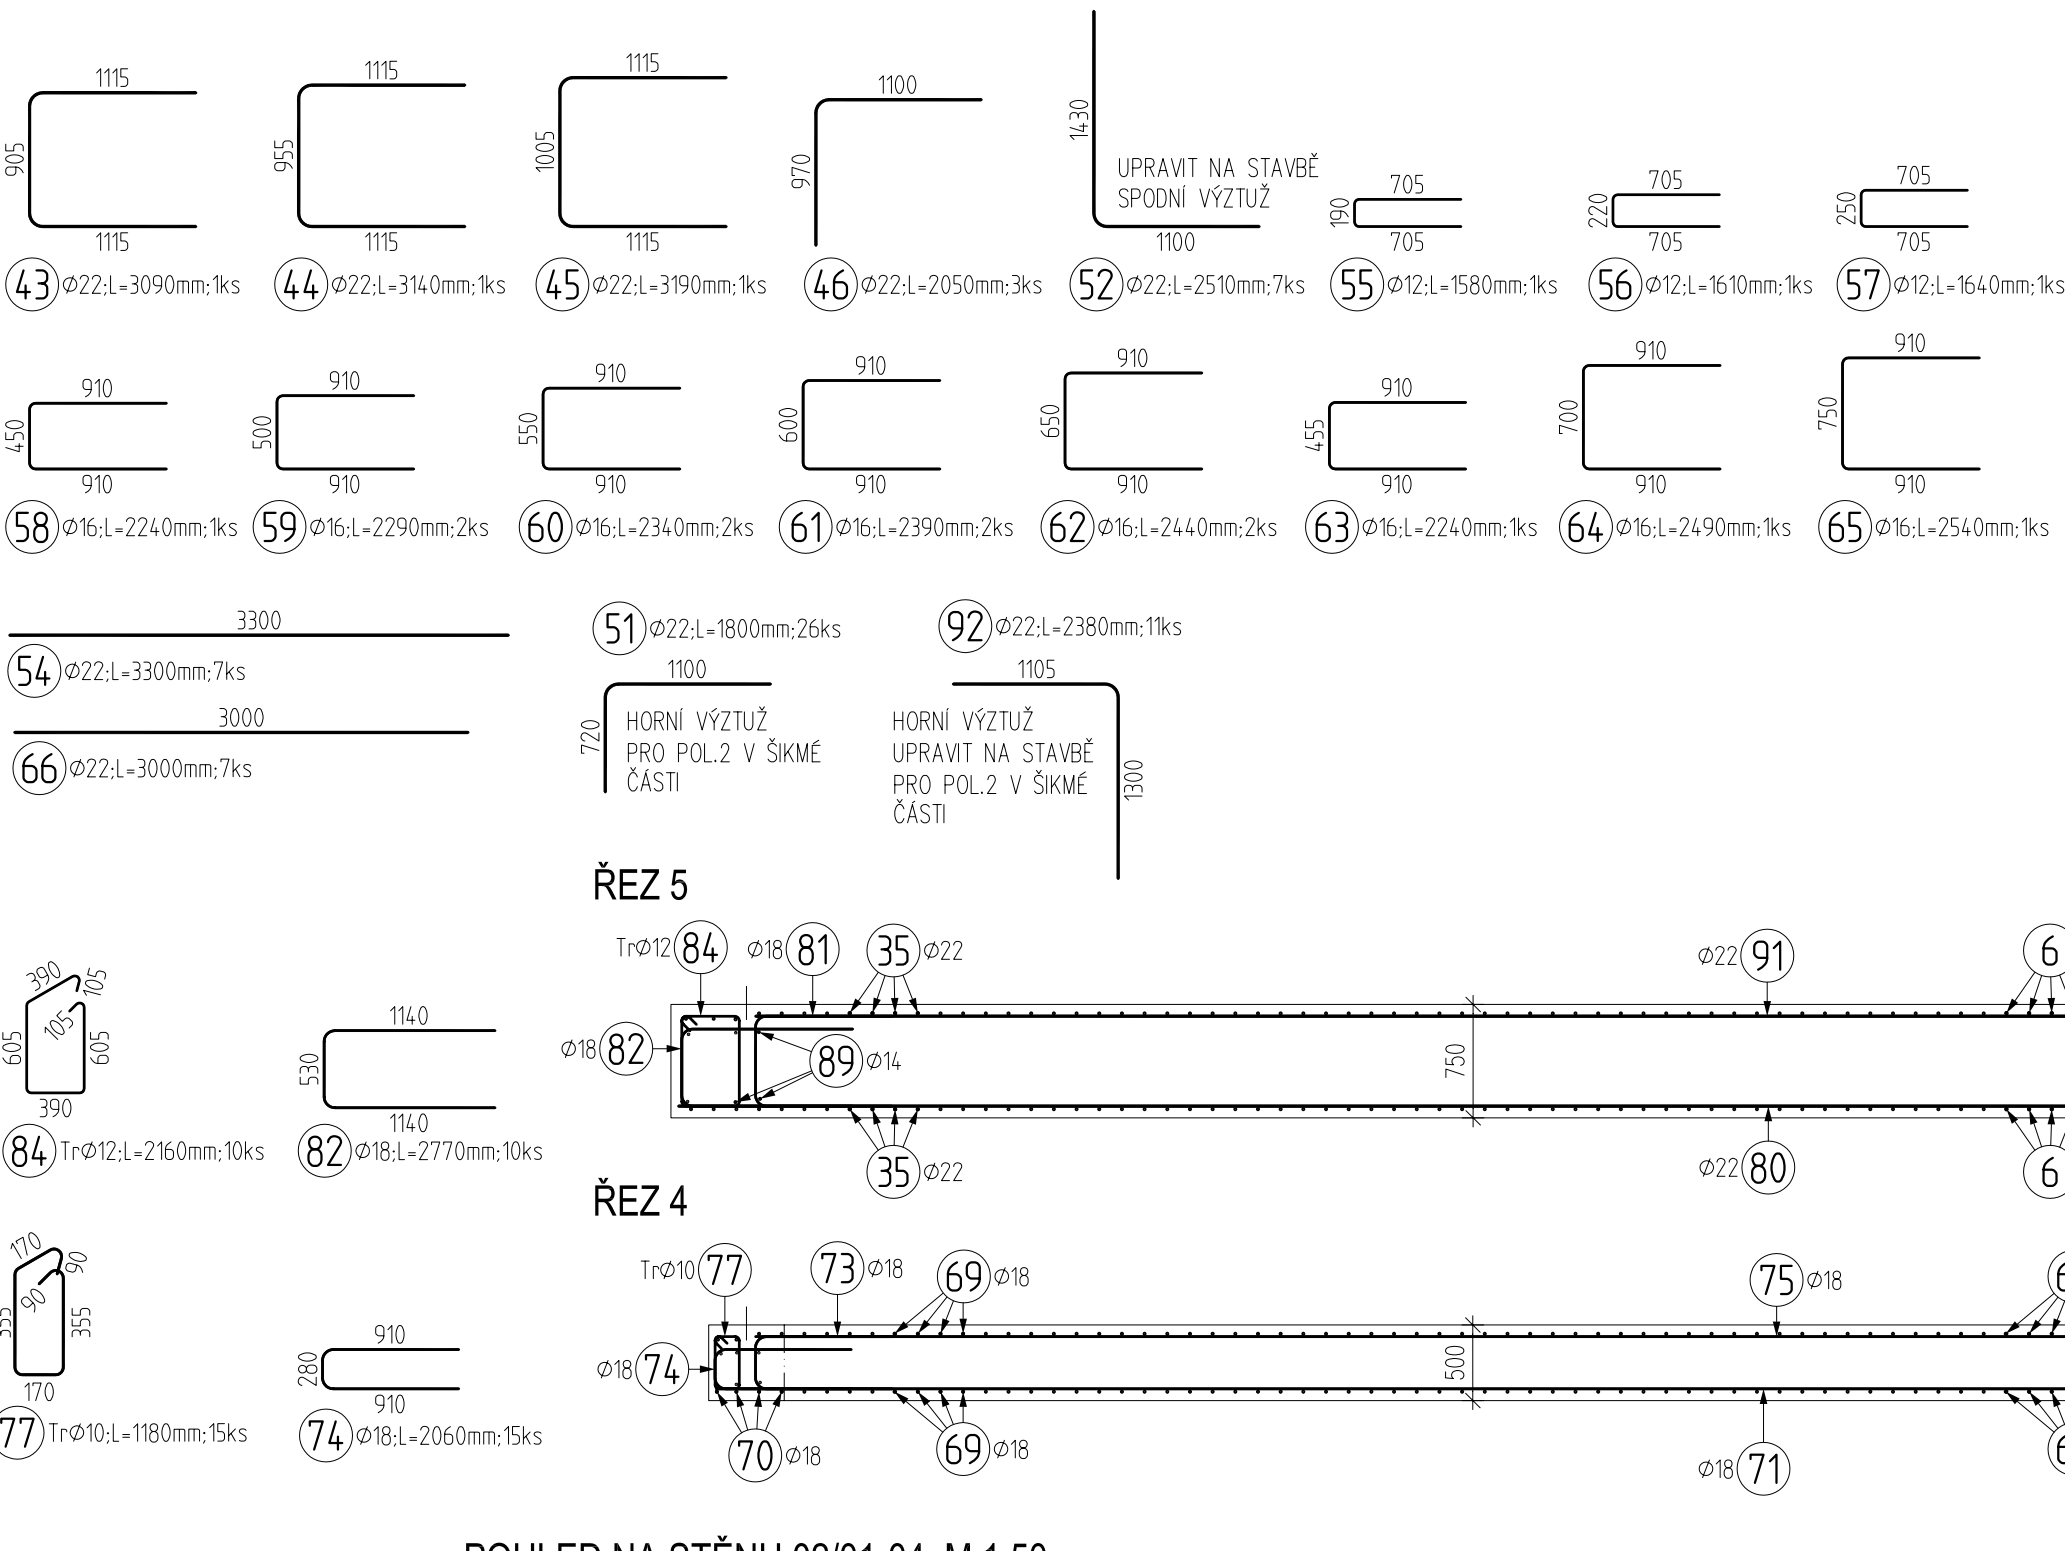 1115
905
1115
43 Ø22;L=3090mm;1ks
1115
955
1115
44 Ø22;L=3140mm;1ks
1115
1005
1115
45 Ø22;L=3190mm;1ks
1100
970
46 Ø22;L=2050mm;3ks
1430
UPRAVIT NA STAVBĚ
SPODNÍ VÝZTUŽ
1100
52 Ø22;L=2510mm;7ks
705
190
705
55 Ø12;L=1580mm;1ks
705
220
705
56 Ø12;L=1610mm;1ks
705
250
705
57 Ø12;L=1640mm;1ks
910
450
910
58 Ø16;L=2240mm;1ks
910
500
910
59 Ø16;L=2290mm;2ks
910
550
910
60 Ø16;L=2340mm;2ks
910
600
910
61 Ø16;L=2390mm;2ks
910
650
910
62 Ø16;L=2440mm;2ks
910
455
910
63 Ø16;L=2240mm;1ks
910
700
910
64 Ø16;L=2490mm;1ks
910
750
910
65 Ø16;L=2540mm;1ks
3300
54 Ø22;L=3300mm;7ks
3000
66 Ø22;L=3000mm;7ks
51 Ø22;L=1800mm;26ks
1100
720
HORNÍ VÝZTUŽ
PRO POL.2 V ŠIKMÉ
ČÁSTI
92 Ø22;L=2380mm;11ks
1105
HORNÍ VÝZTUŽ
UPRAVIT NA STAVBĚ
PRO POL.2 V ŠIKMÉ
ČÁSTI
1300
390
105
105
605
605
390
84 TrØ12;L=2160mm;10ks
1140
530
1140
82 Ø18;L=2770mm;10ks
ŘEZ 5
TrØ12 84
Ø18 81
35 Ø22
Ø22 91
6
Ø18 82
89 Ø14
750
35 Ø22
Ø22 80
6
170
90
90
355
355
170
77 TrØ10;L=1180mm;15ks
910
280
910
74 Ø18;L=2060mm;15ks
ŘEZ 4
TrØ10 77
73 Ø18
69 Ø18
75 Ø18
Ø18 74
500
70 Ø18
69 Ø18
Ø18 71
POHLED NA STĚNU